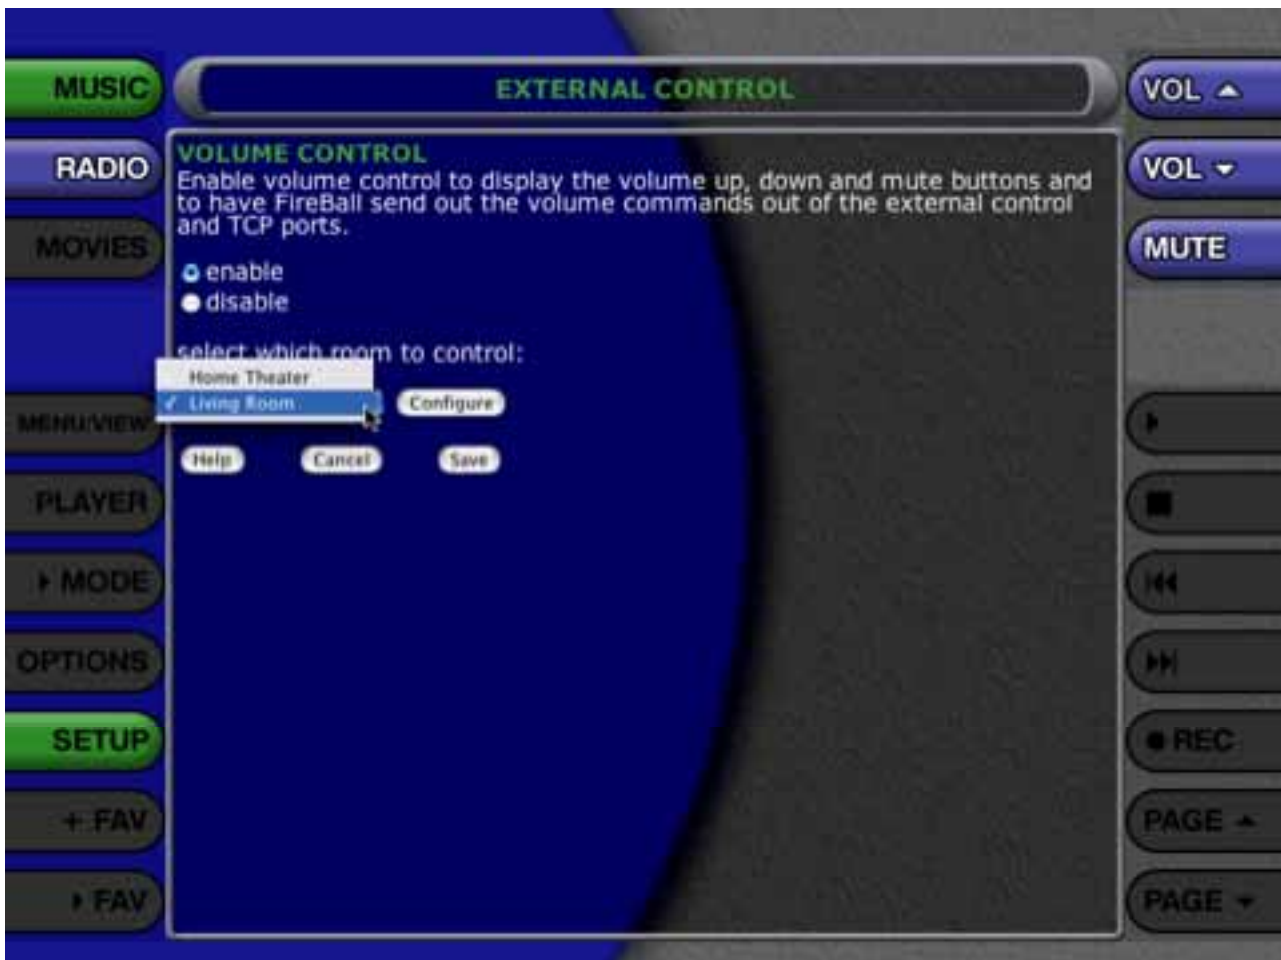 EXTERNAL CONTROL
MUSIC
RADIO
MOVIES
MENU/VIEW
PLAYER
MODE
OPTIONS
SETUP
+ FAV
FAV
VOLUME CONTROL
Enable volume control to display the volume up, down and mute buttons and
to have FireBall send out the volume commands out of the external control
and TCP ports.
enable
disable
select which room to control:
Home Theater
✓ Living Room
Configure
Help
Cancel
Save
VOL
VOL
MUTE
REC
PAGE
PAGE